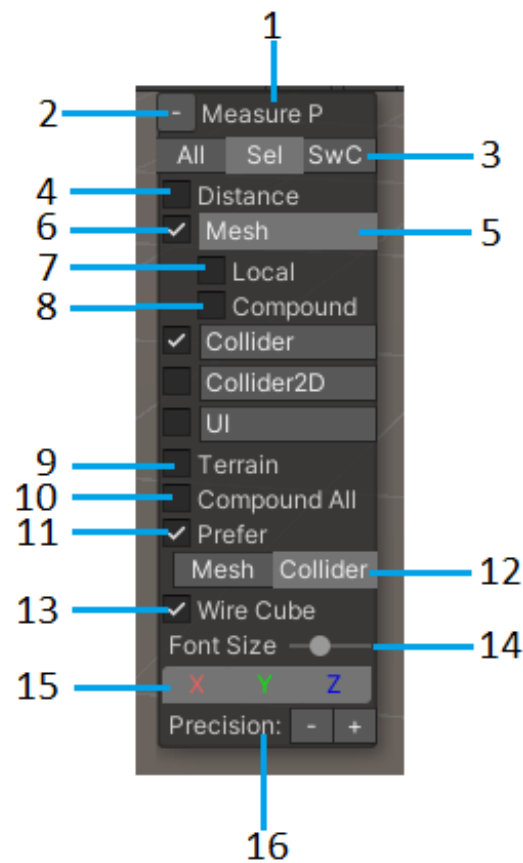 1
2 - Measure P
All Sel SwC 3
4 Distance
6 Mesh 5
7 Local
8 Compound
Collider
Collider2D
UI
9 Terrain
10 Compound All
11 Prefer
Mesh Collider 12
13 Wire Cube
Font Size 14
15 X Y Z
Precision: - +
16